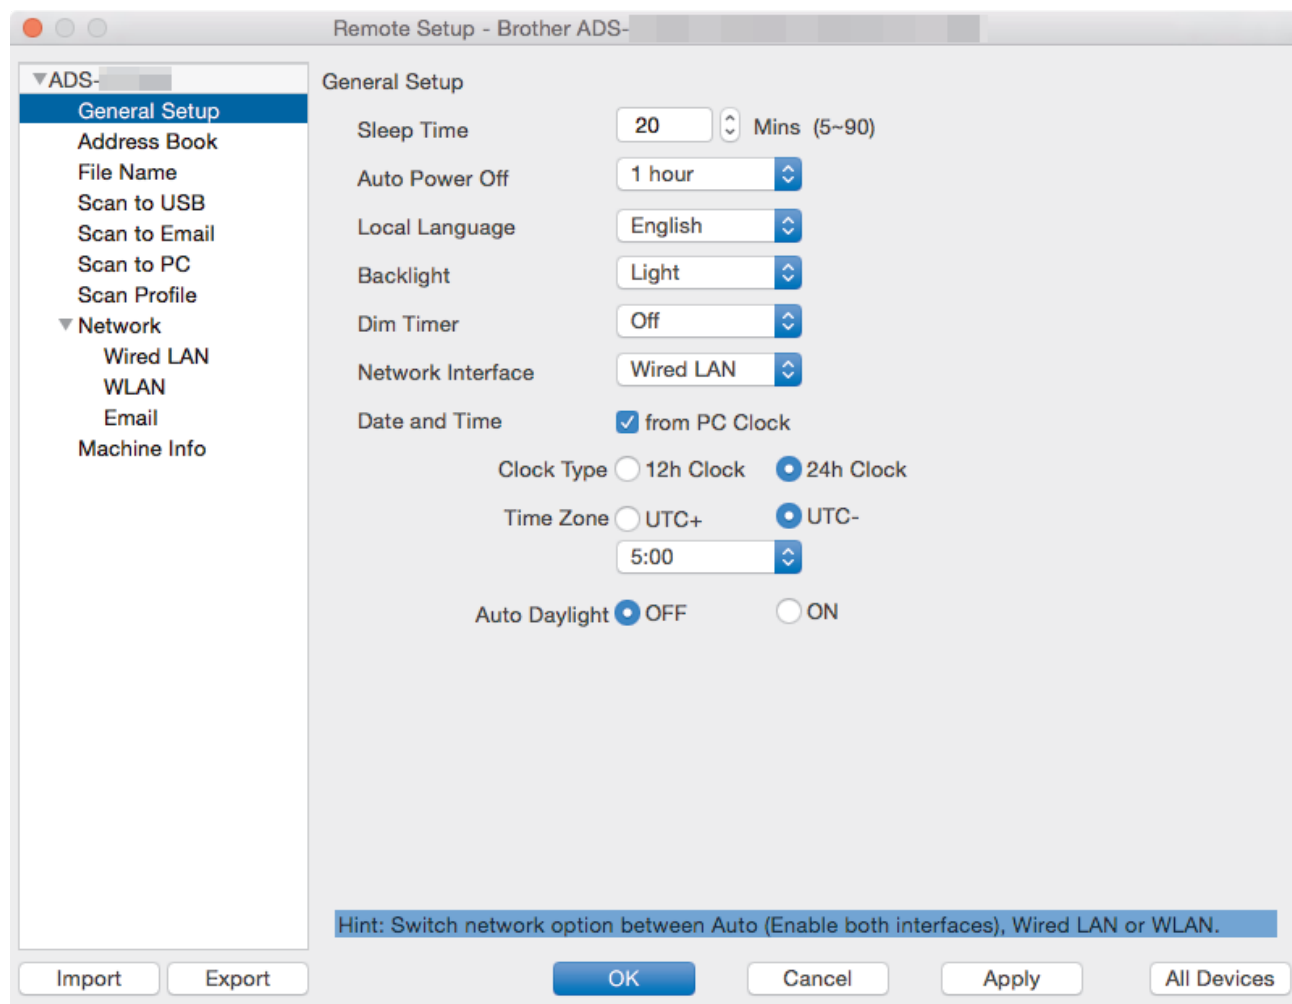 Remote Setup - Brother ADS-
ADS-
General Setup
Address Book
File Name
Scan to USB
Scan to Email
Scan to PC
Scan Profile
Network
Wired LAN
WLAN
Email
Machine Info
General Setup
Sleep Time 20 Mins (5~90)
Auto Power Off 1 hour
Local Language English
Backlight Light
Dim Timer Off
Network Interface Wired LAN
Date and Time from PC Clock
Clock Type 12h Clock 24h Clock
Time Zone UTC+ UTC-
5:00
Auto Daylight OFF ON
Hint: Switch network option between Auto (Enable both interfaces), Wired LAN or WLAN.
Import Export OK Cancel Apply All Devices